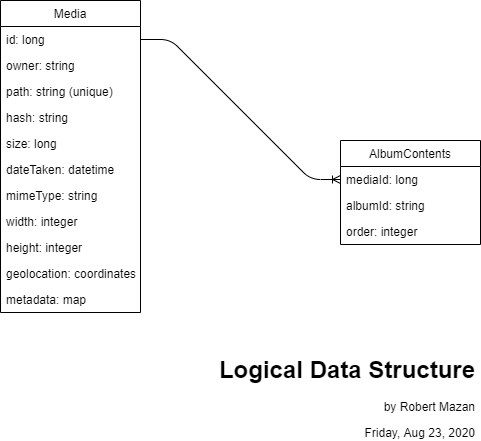 Media
id: long
owner: string
path: string (unique)
hash: string
size: long
dateTaken: datetime
mimeType: string
width: integer
height: integer
geolocation: coordinates
metadata: map
AlbumContents
mediaId: long
albumId: string
order: integer
Logical Data Structure
by Robert Mazan
Friday, Aug 23, 2020